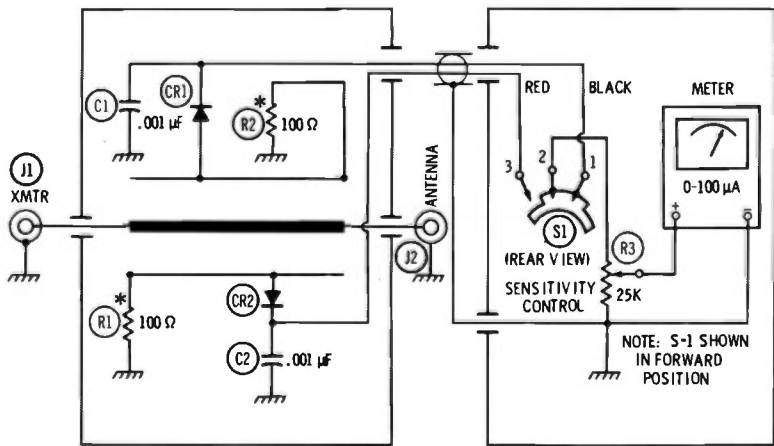 C1
.001 µF
CR1
*
R2
100 Ω
J1
XMTR
ANTENNA
J2
*
R1
100 Ω
CR2
C2
.001 µF
RED
BLACK
METER
3
2
1
0-100 µA
+
–
S1
(REAR VIEW)
SENSITIVITY
CONTROL
R3
25K
NOTE: S-1 SHOWN
IN FORWARD
POSITION